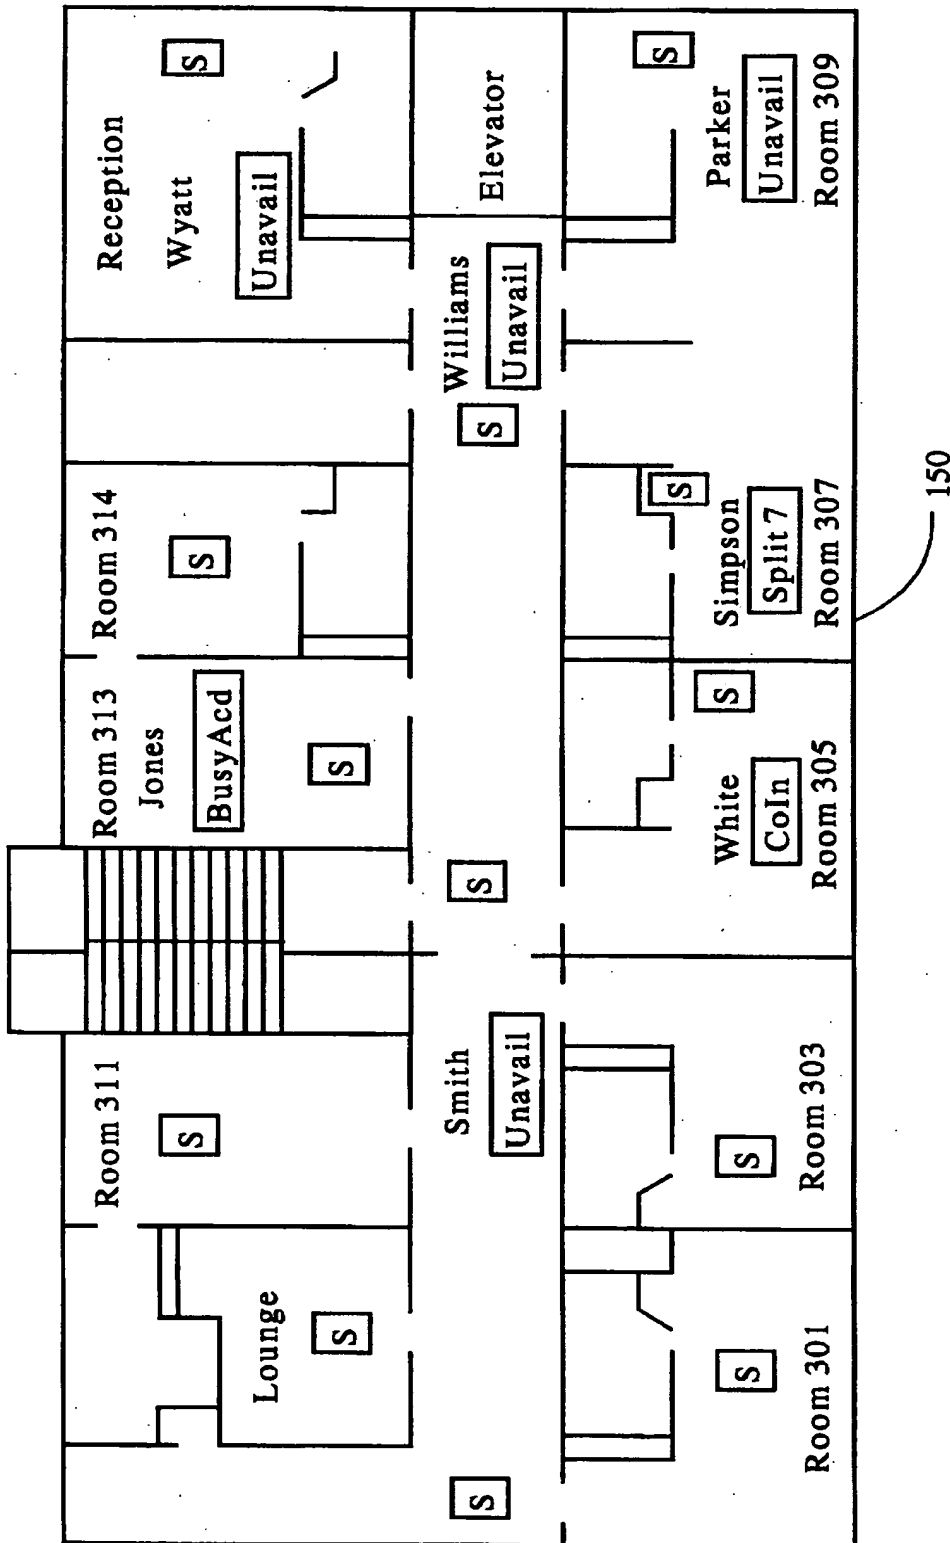 Room 311
S
Room 313
Jones
BusyAcd
S
Room 314
S
Reception
S
Wyatt
Unavail
Lounge
S
S
Smith
Unavail
S
S
Williams
Unavail
Elevator
S
Room 301
S
Room 303
S
White
CoIn
Room 305
S
Simpson
Split 7
Room 307
S
Parker
Unavail
Room 309
150